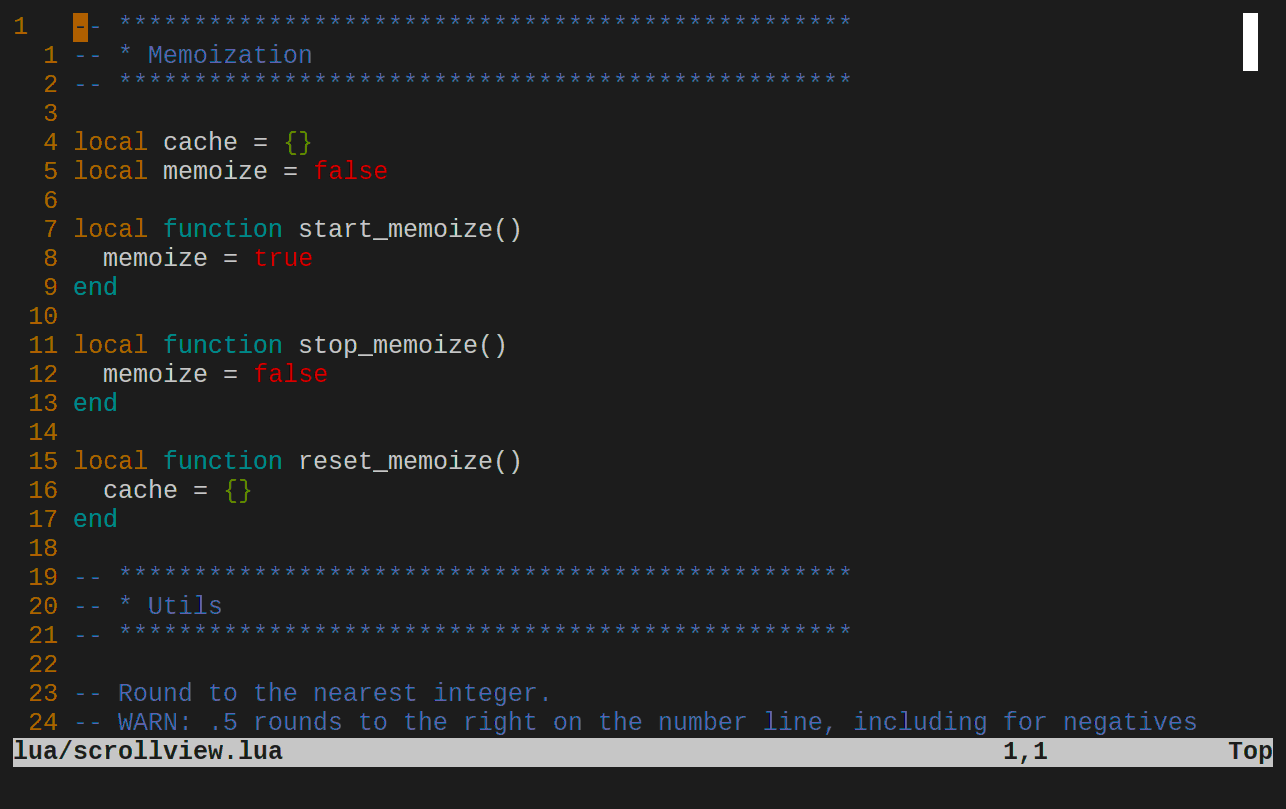 1   -- *************************************************
  1 -- * Memoization
  2 -- *************************************************
  3
  4 local cache = {}
  5 local memoize = false
  6
  7 local function start_memoize()
  8   memoize = true
  9 end
 10
 11 local function stop_memoize()
 12   memoize = false
 13 end
 14
 15 local function reset_memoize()
 16   cache = {}
 17 end
 18
 19 -- *************************************************
 20 -- * Utils
 21 -- *************************************************
 22
 23 -- Round to the nearest integer.
 24 -- WARN: .5 rounds to the right on the number line, including for negatives
lua/scrollview.lua 1,1 Top